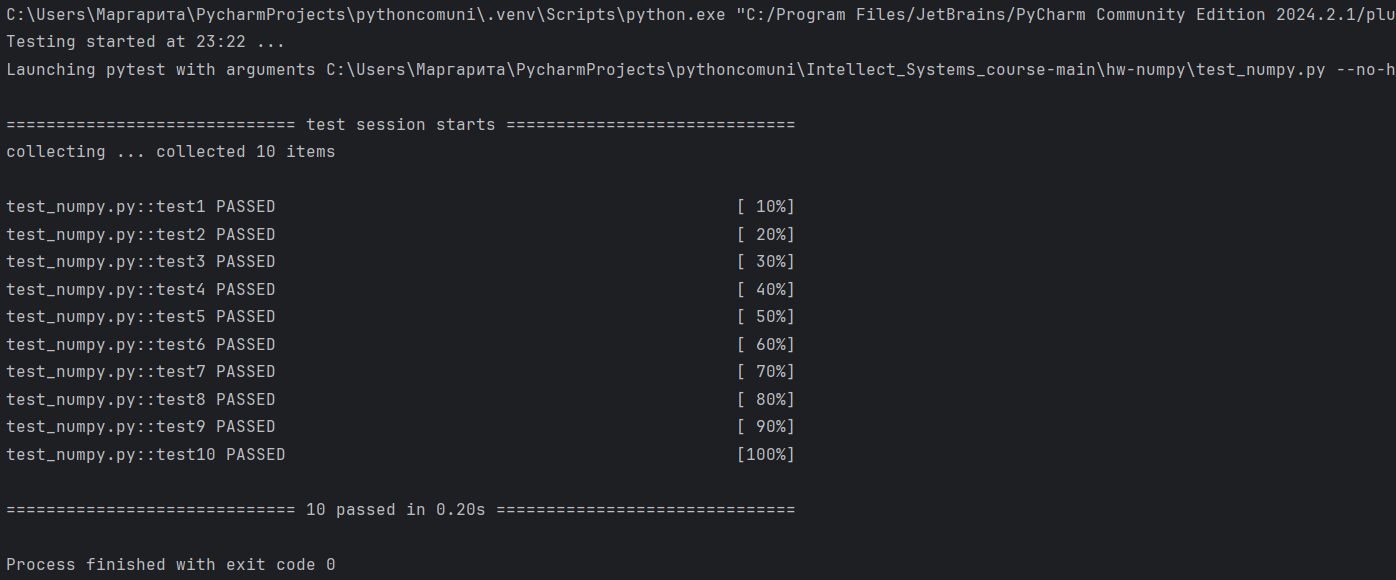 C:\Users\Маргарита\PycharmProjects\pythoncomuni\.venv\Scripts\python.exe "C:/Program Files/JetBrains/PyCharm Community Edition 2024.2.1/plu
Testing started at 23:22 ...
Launching pytest with arguments C:\Users\Маргарита\PycharmProjects\pythoncomuni\Intellect_Systems_course-main\hw-numpy\test_numpy.py --no-h
============================= test session starts =============================
collecting ... collected 10 items
test_numpy.py::test1 PASSED [ 10%]
test_numpy.py::test2 PASSED [ 20%]
test_numpy.py::test3 PASSED [ 30%]
test_numpy.py::test4 PASSED [ 40%]
test_numpy.py::test5 PASSED [ 50%]
test_numpy.py::test6 PASSED [ 60%]
test_numpy.py::test7 PASSED [ 70%]
test_numpy.py::test8 PASSED [ 80%]
test_numpy.py::test9 PASSED [ 90%]
test_numpy.py::test10 PASSED [100%]
============================= 10 passed in 0.20s ==============================
Process finished with exit code 0